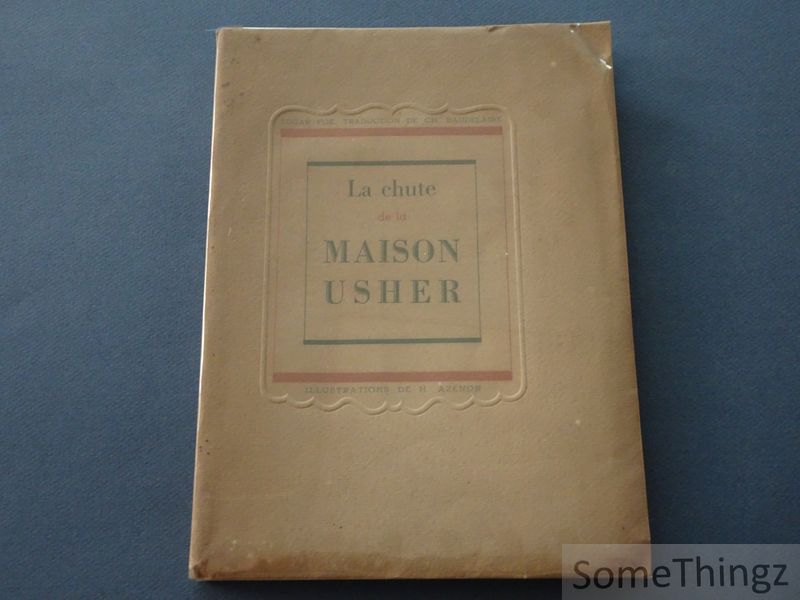 EDGAR POE, TRADUCTION DE CH. BAUDELAIRE
La chute
de la
MAISON
USHER
ILLUSTRATIONS DE H. AZENOR
SomeThingz